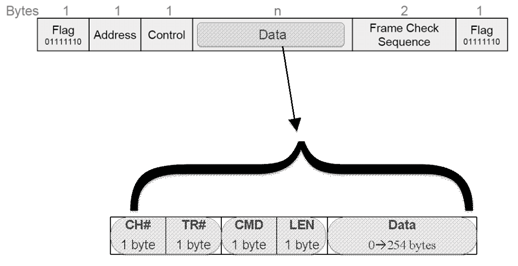 Bytes 1 1 1 n 2 1
Flag
01111110
Address
Control
Data
Frame Check
Sequence
Flag
01111110
CH# TR# CMD LEN Data
1 byte 1 byte 1 byte 1 byte 0→254 bytes